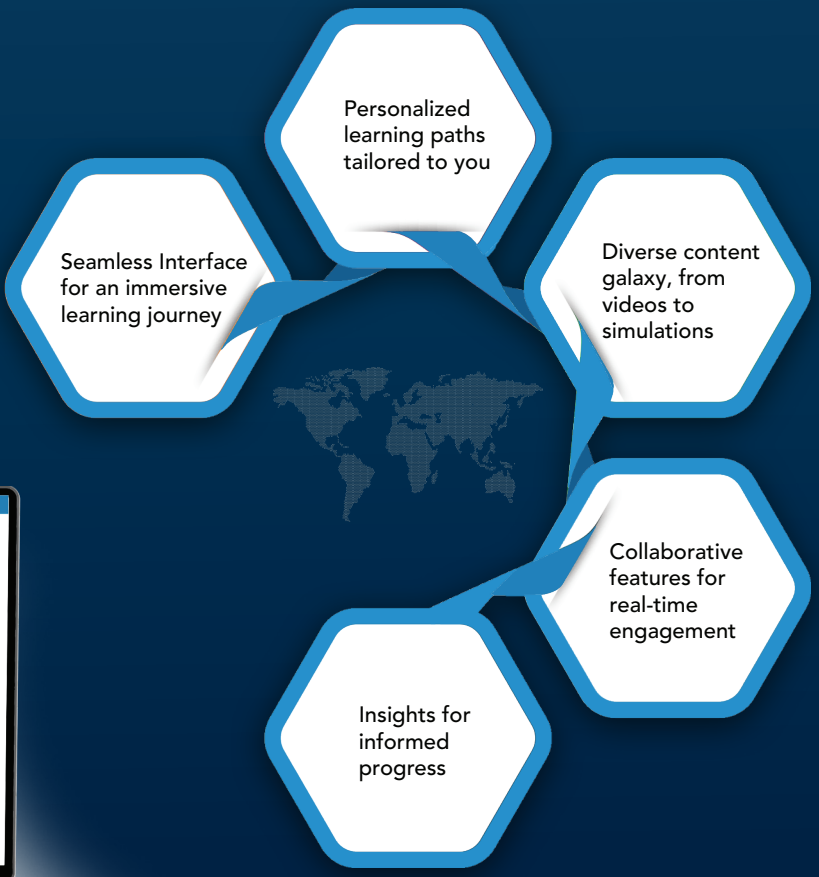 Seamless Interface
for an immersive
learning journey
Personalized
learning paths
tailored to you
Diverse content
galaxy, from
videos to
simulations
Collaborative
features for
real-time
engagement
Insights for
informed
progress